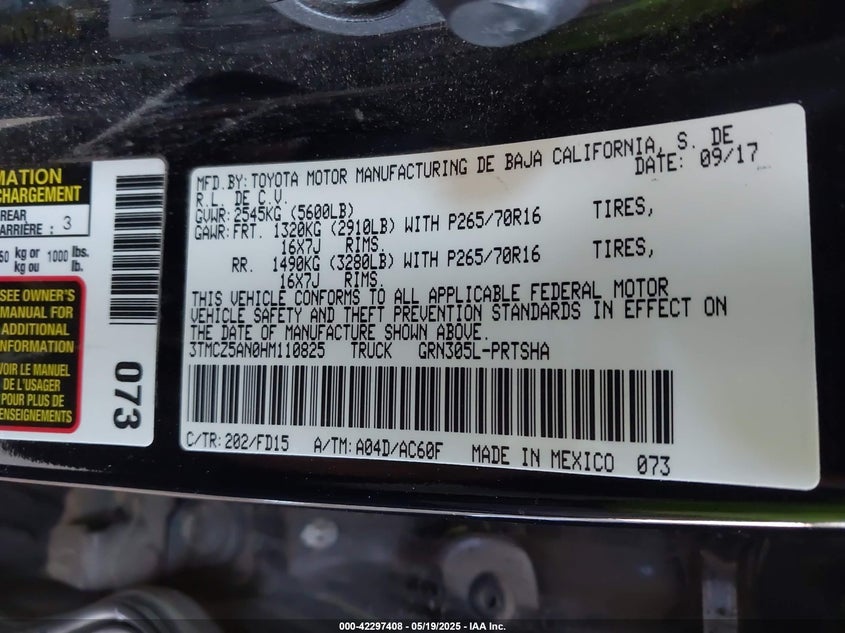 MATION
CHARGEMENT
REAR
ARRIÈRE : 3
50 kg or 1000 lbs.
kg ou lb.
SEE OWNER'S
MANUAL FOR
ADDITIONAL
INFORMATION
VOIR LE MANUEL
DE L'USAGER
POUR PLUS DE
ENSEIGNEMENTS
073
MFD.BY:TOYOTA MOTOR MANUFACTURING DE BAJA CALIFORNIA, S. DE
R.L. DE C.V. DATE: 09/17
GVWR:2545KG (5600LB)
GAWR:FRT. 1320KG (2910LB) WITH P265/70R16 TIRES,
16X7J RIMS.
RR. 1490KG (3280LB) WITH P265/70R16 TIRES,
16X7J RIMS.
THIS VEHICLE CONFORMS TO ALL APPLICABLE FEDERAL MOTOR
VEHICLE SAFETY AND THEFT PREVENTION STANDARDS IN EFFECT ON
THE DATE OF MANUFACTURE SHOWN ABOVE.
3TMCZ5AN0HM110825 TRUCK GRN305L-PRTSHA
C/TR:202/FD15 A/TM:A04D/AC60F MADE IN MEXICO 073
000-42297408 - 05/19/2025 - IAA Inc.